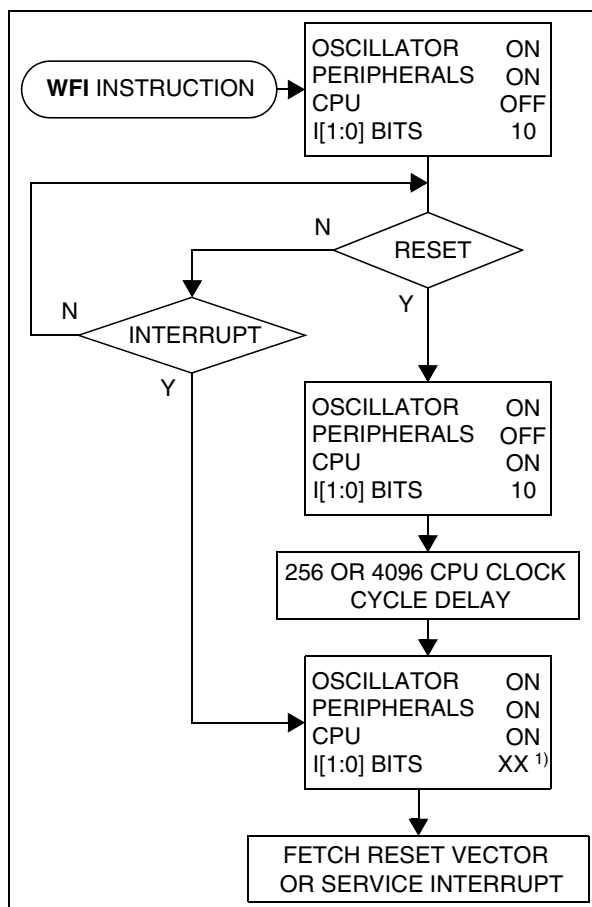 WFI INSTRUCTION
OSCILLATOR ON
PERIPHERALS ON
CPU OFF
I[1:0] BITS 10
N
RESET
Y
N
INTERRUPT
Y
OSCILLATOR ON
PERIPHERALS OFF
CPU ON
I[1:0] BITS 10
256 OR 4096 CPU CLOCK
CYCLE DELAY
OSCILLATOR ON
PERIPHERALS ON
CPU ON
I[1:0] BITS XX 1)
FETCH RESET VECTOR
OR SERVICE INTERRUPT